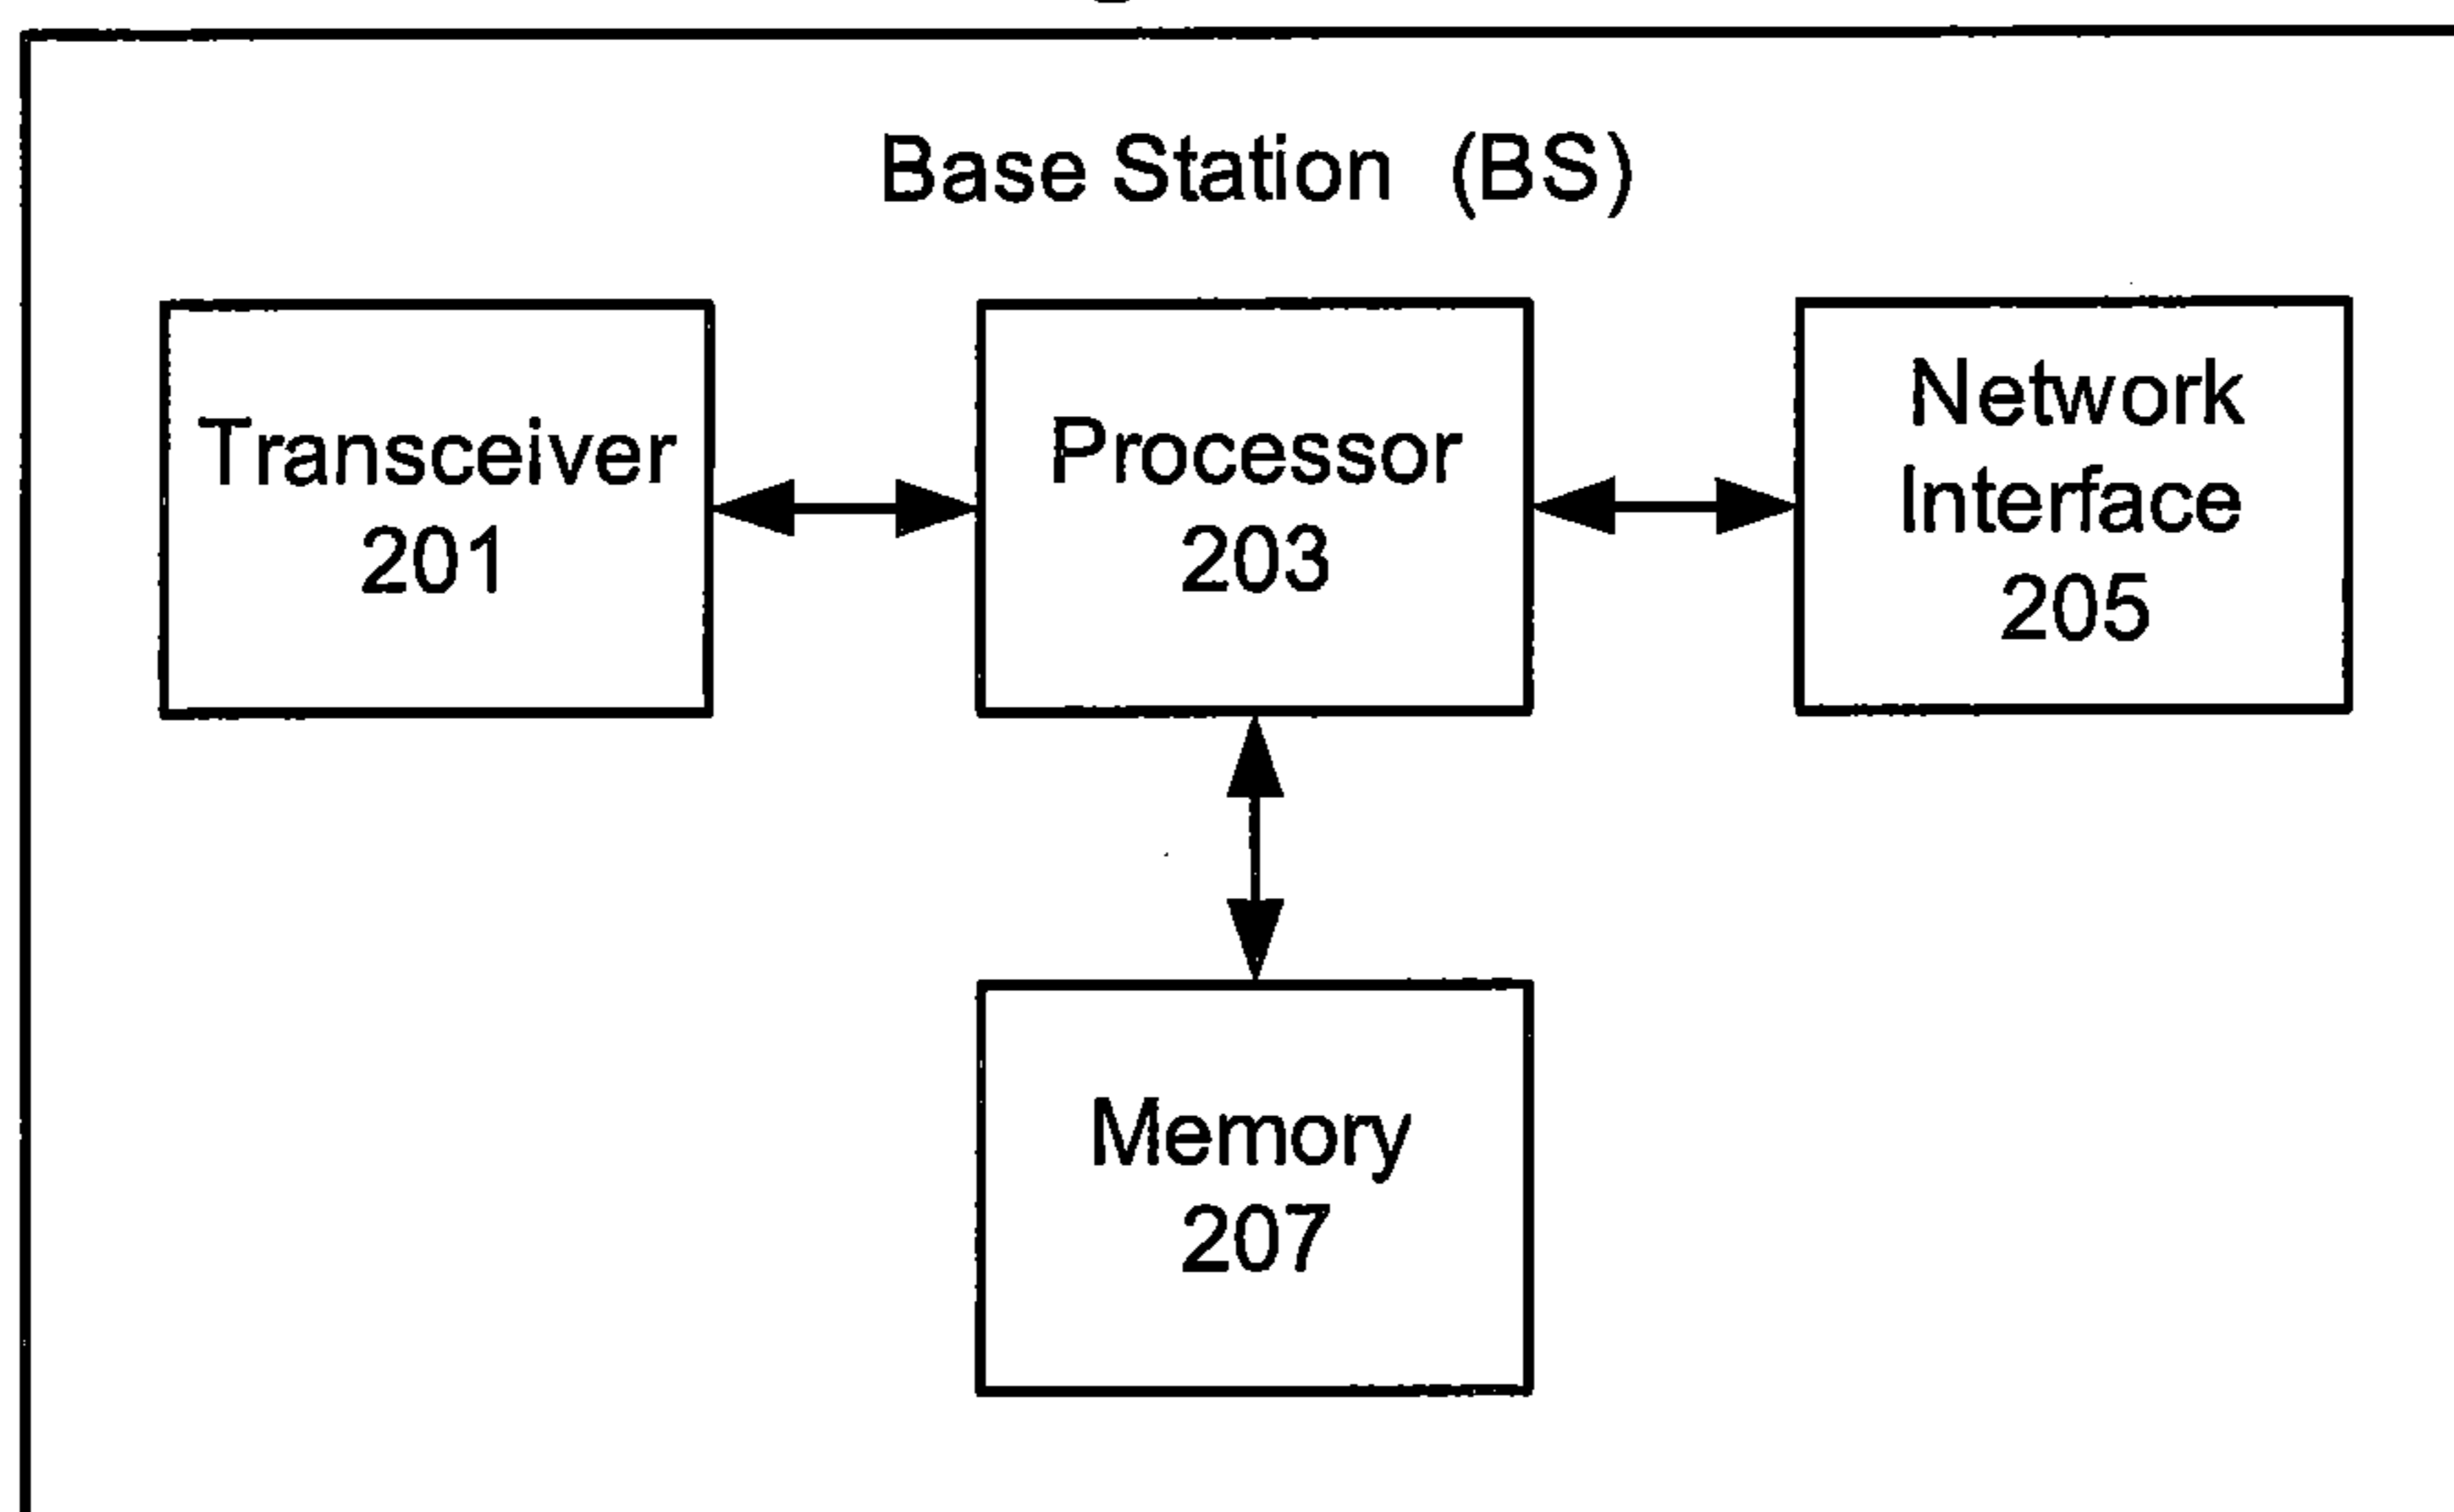 Base Station (BS)
Transceiver
201
Processor
203
Network
Interface
205
Memory
207